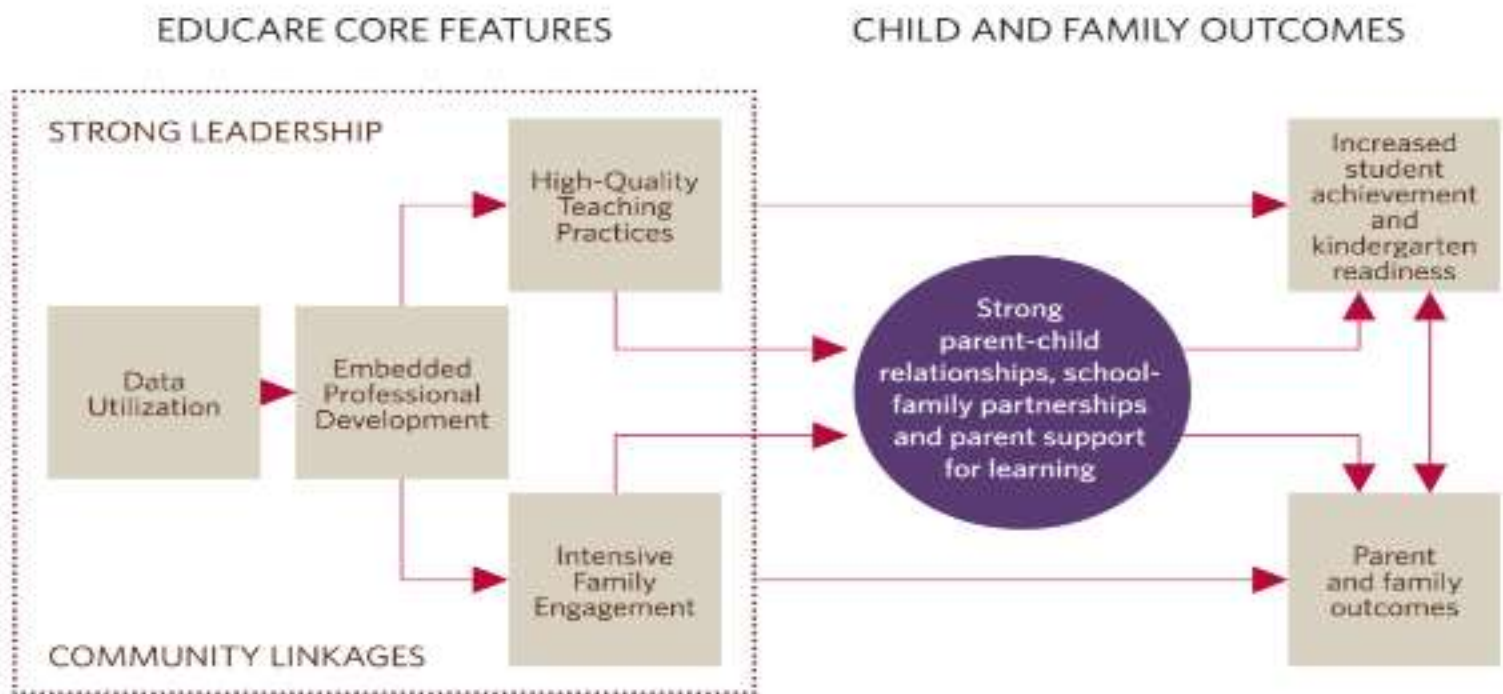 EDUCARE CORE FEATURES
CHILD AND FAMILY OUTCOMES
STRONG LEADERSHIP
High-Quality
Teaching
Practices
Increased
student
achievement
and
kindergarten
readiness
Data
Utilization
Embedded
Professional
Development
Strong
parent-child
relationships, school-
family partnerships
and parent support
for learning
Intensive
Family
Engagement
Parent
and family
outcomes
COMMUNITY LINKAGES